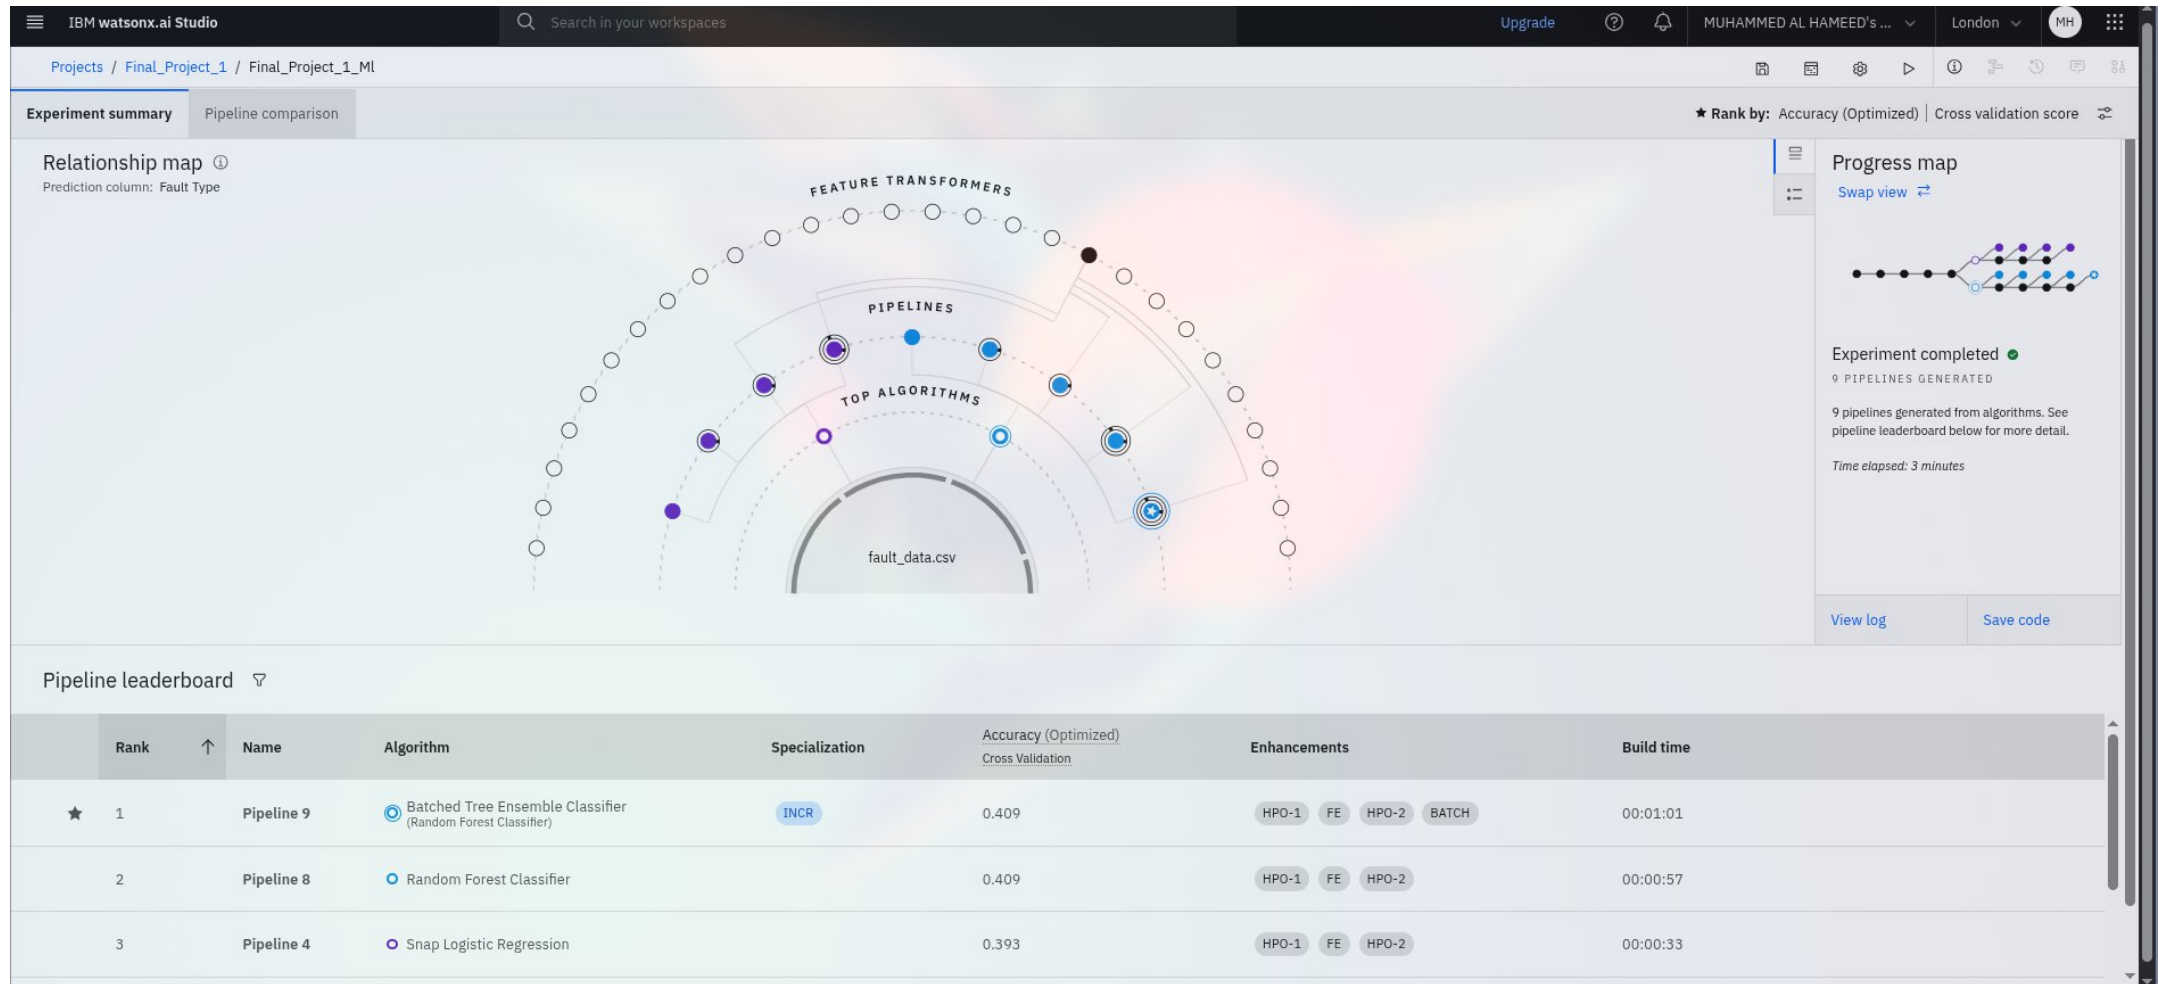 IBM watsonx.ai Studio
Search in your workspaces
Upgrade
MUHAMMED AL HAMEED's ...
London
MH
Projects / Final_Project_1 / Final_Project_1_Ml
Experiment summary
Pipeline comparison
Rank by: Accuracy (Optimized) | Cross validation score
Relationship map
Prediction column: Fault Type
FEATURE TRANSFORMERS
PIPELINES
TOP ALGORITHMS
fault_data.csv
Progress map
Swap view
Experiment completed
9 PIPELINES GENERATED
9 pipelines generated from algorithms. See
pipeline leaderboard below for more detail.
Time elapsed: 3 minutes
View log
Save code
Pipeline leaderboard
Rank Name Algorithm Specialization Accuracy (Optimized) Enhancements Build time
Cross Validation
1 Pipeline 9 Batched Tree Ensemble Classifier INCR 0.409 HPO-1 FE HPO-2 BATCH 00:01:01
(Random Forest Classifier)
2 Pipeline 8 Random Forest Classifier 0.409 HPO-1 FE HPO-2 00:00:57
3 Pipeline 4 Snap Logistic Regression 0.393 HPO-1 FE HPO-2 00:00:33